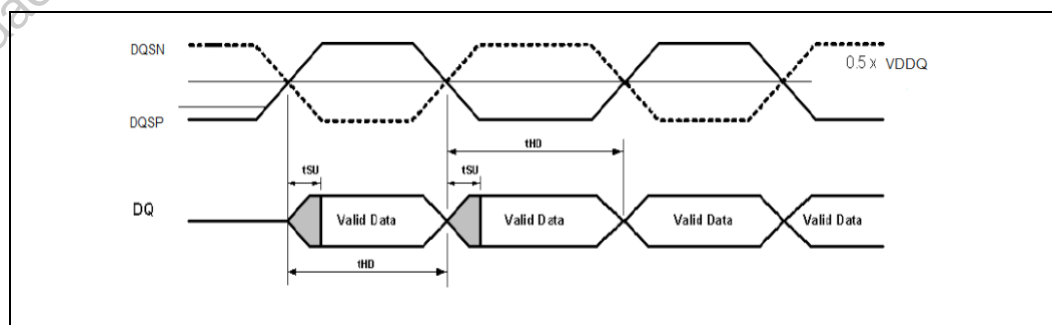 DQSN
0.5 x VDDQ
DQSP
tHD
tSU
tSU
DQ
Valid Data
Valid Data
Valid Data
Valid Data
tHD